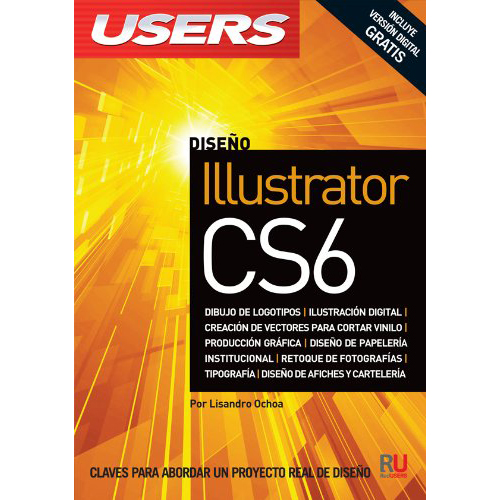 USERS
INCLUYE
VERSIÓN DIGITAL
GRATIS
DISEÑO
Illustrator
CS6
DIBUJO DE LOGOTIPOS | ILUSTRACIÓN DIGITAL |
CREACIÓN DE VECTORES PARA CORTAR VINILO |
PRODUCCIÓN GRÁFICA | DISEÑO DE PAPELERÍA
INSTITUCIONAL | RETOQUE DE FOTOGRAFÍAS |
TIPOGRAFÍA | DISEÑO DE AFICHES Y CARTELERÍA
Por Lisandro Ochoa
RU
RedUSERS
CLAVES PARA ABORDAR UN PROYECTO REAL DE DISEÑO